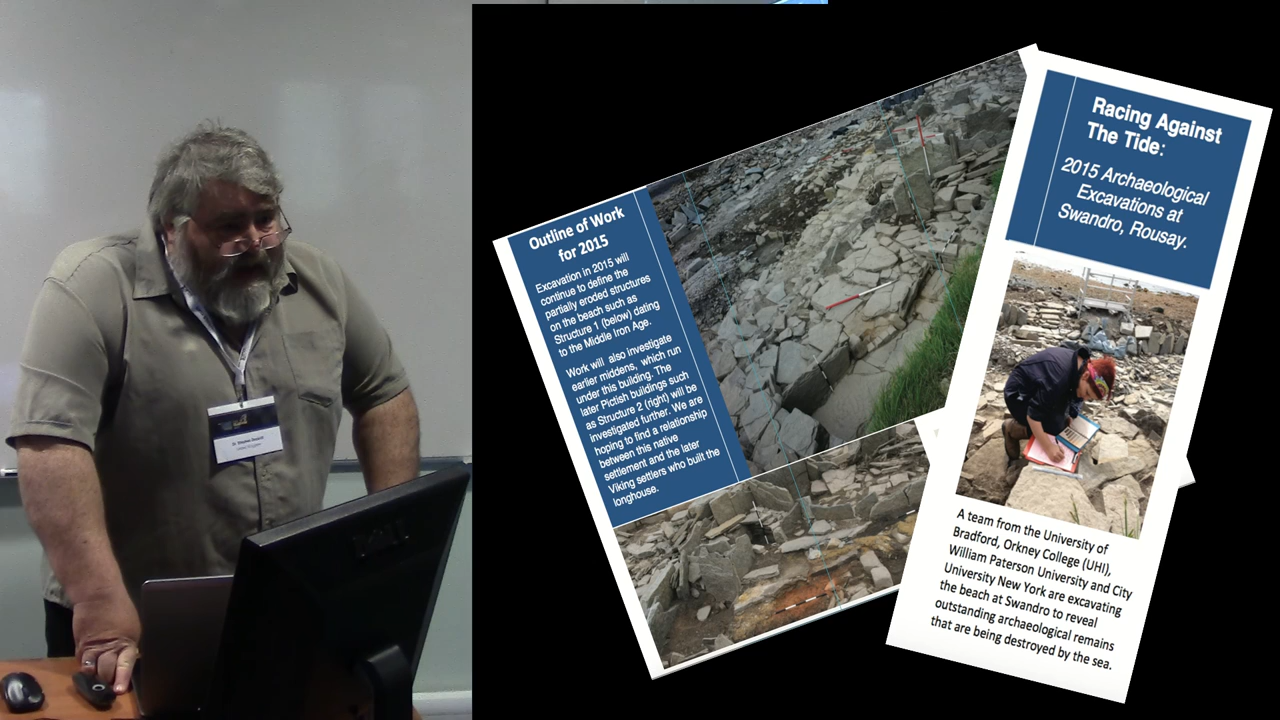 Outline of Work
for 2015
Excavation in 2015 will
continue to define the
partially eroded structures
on the beach such as
Structure 1 (below) dating
to the Middle Iron Age.
Work will also investigate
earlier middens, which run
under this building. The
later Pictish buildings such
as Structure 2 (right) will be
investigated further. We are
hoping to find a relationship
between this native
settlement and the later
Viking settlers who built the
longhouse.
Racing Against
The Tide:
2015 Archaeological
Excavations at
Swandro, Rousay.
A team from the University of
Bradford, Orkney College (UHI),
William Paterson University and City
University New York are excavating
the beach at Swandro to reveal
outstanding archaeological remains
that are being destroyed by the sea.
Dr. Stephen